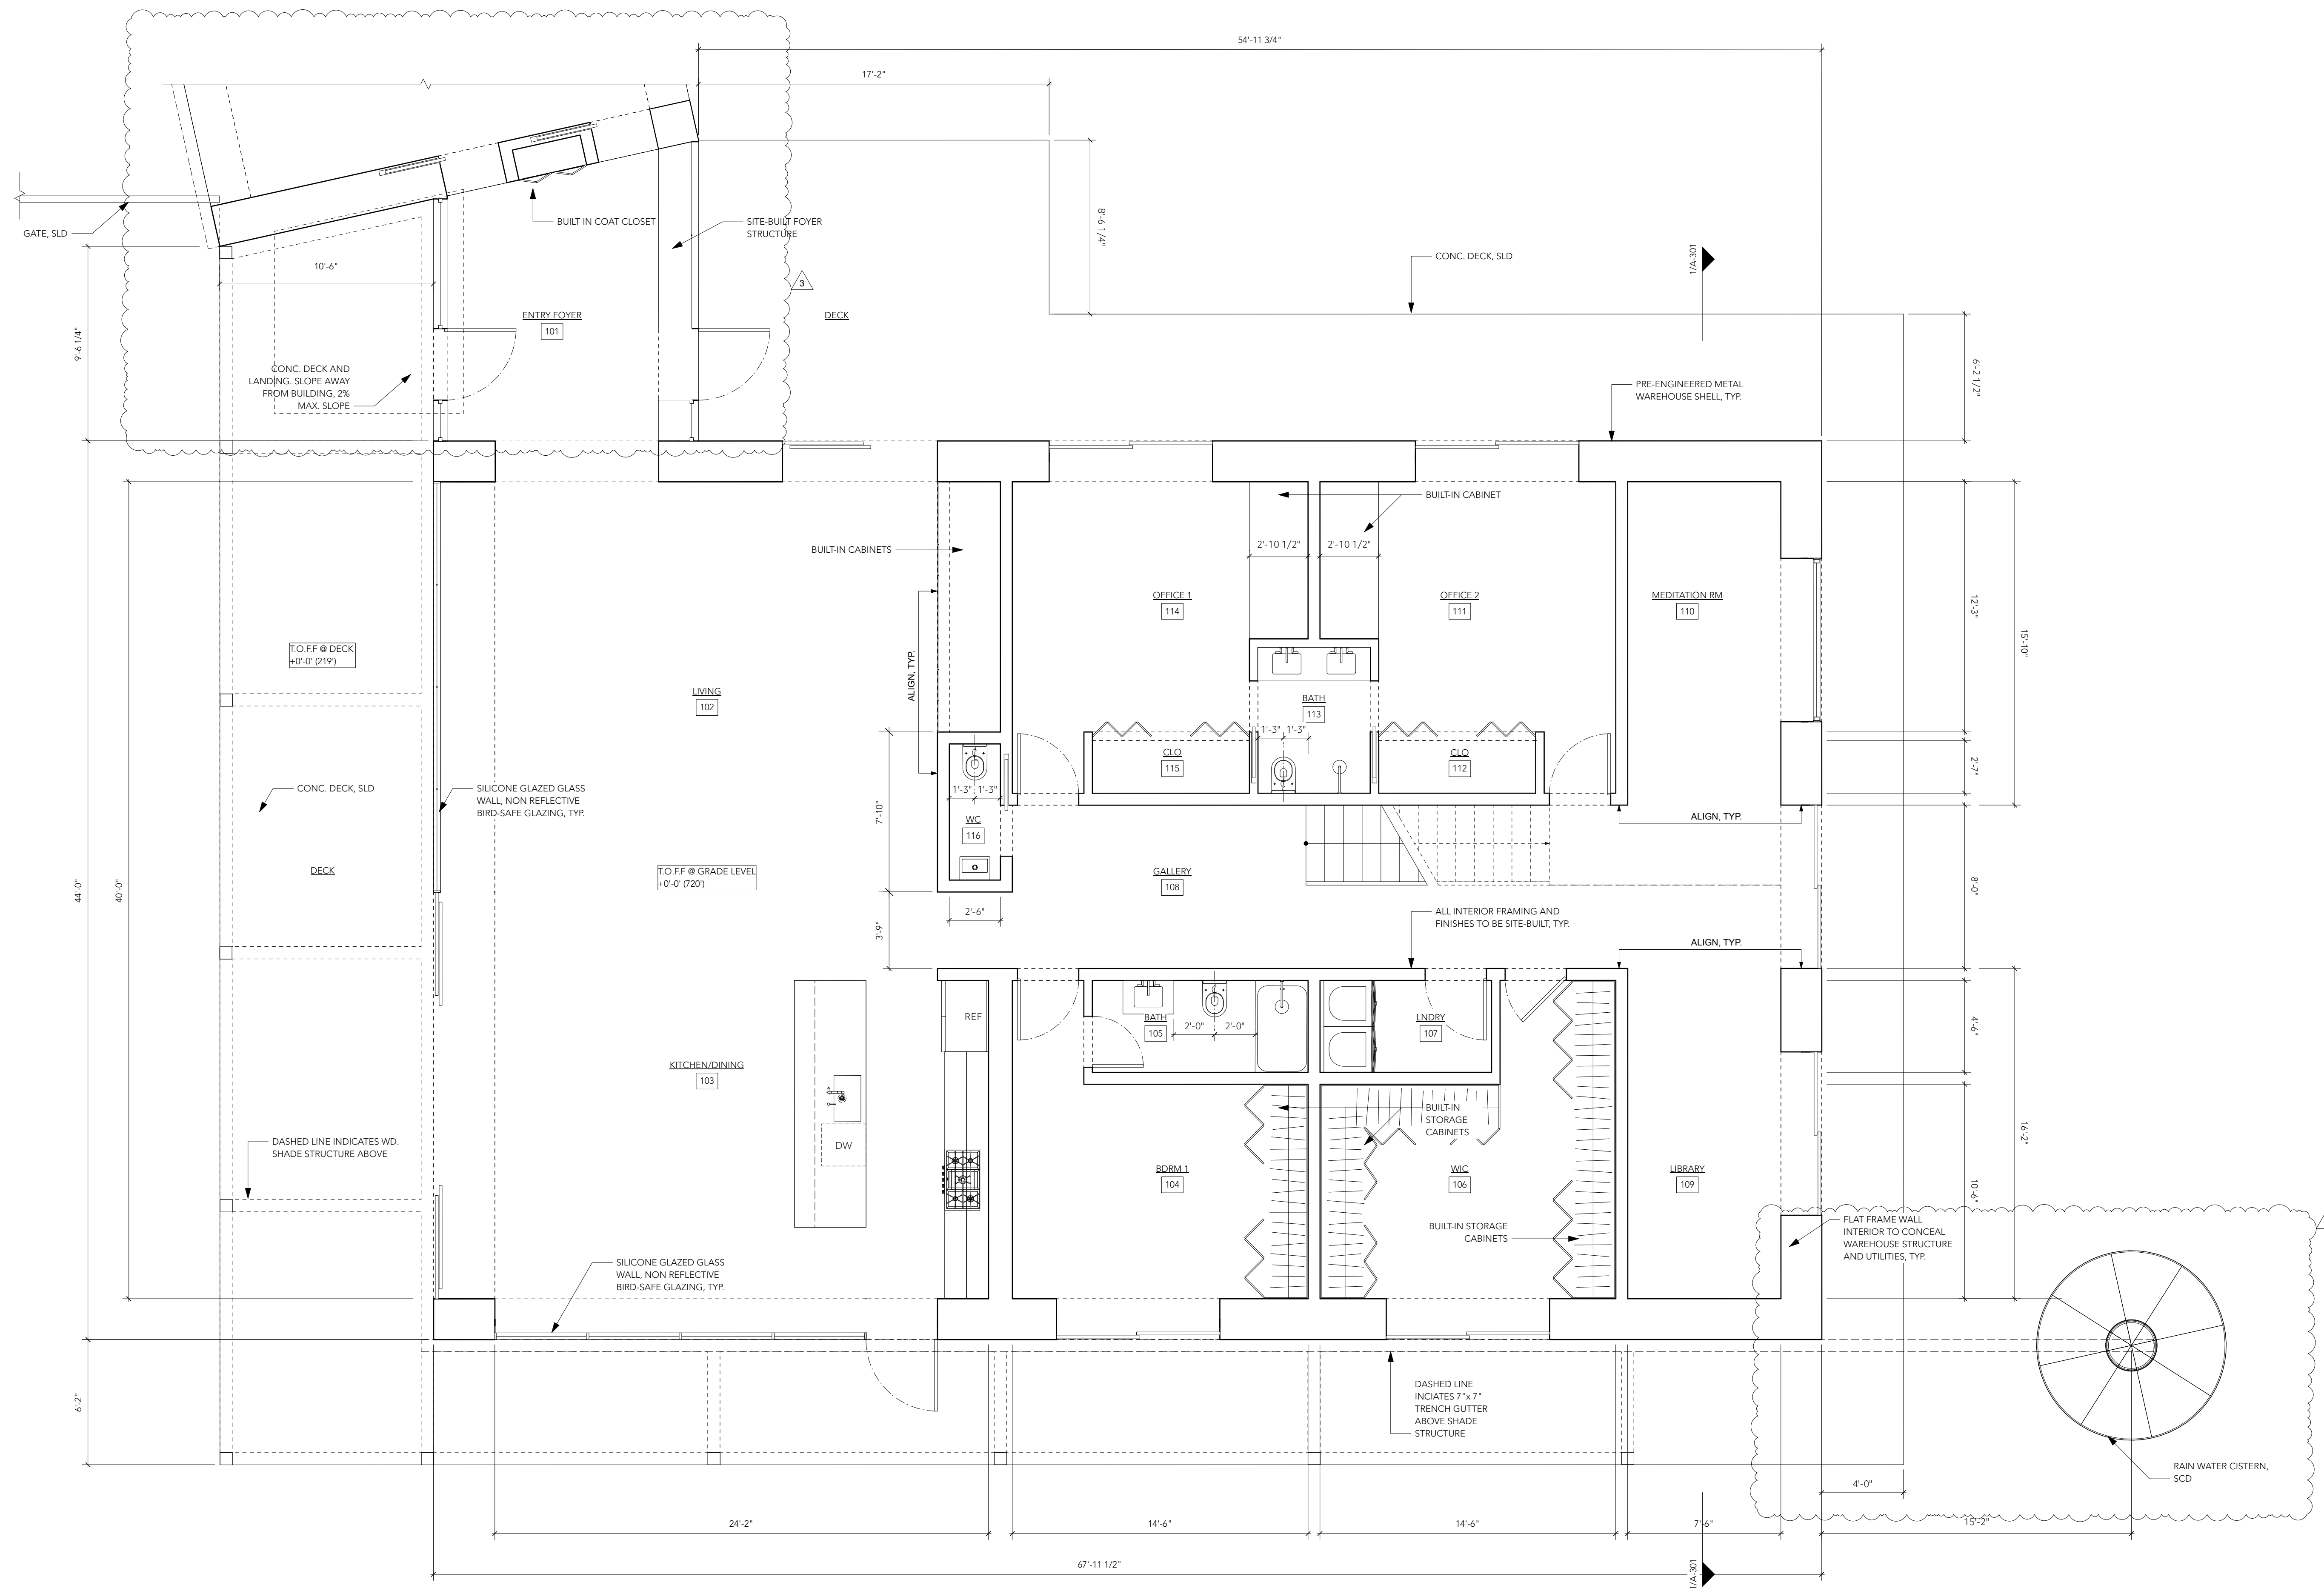 54'-11 3/4"
17'-2"
8'-6 1/4"
GATE, SLD
BUILT IN COAT CLOSET
SITE-BUILT FOYER
STRUCTURE
10'-6"
3
CONC. DECK, SLD
1/A-301
9'-6 1/4"
ENTRY FOYER
101
DECK
6'-2 1/2"
CONC. DECK AND
LANDING. SLOPE AWAY
FROM BUILDING, 2%
MAX. SLOPE
PRE-ENGINEERED METAL
WAREHOUSE SHELL, TYP.
BUILT-IN CABINET
BUILT-IN CABINETS
2'-10 1/2"
2'-10 1/2"
OFFICE 1
114
OFFICE 2
111
MEDITATION RM
110
12'-3"
15'-10"
T.O.F.F @ DECK
+0'-0' (219')
ALIGN, TYP.
LIVING
102
BATH
113
1'-3"
1'-3"
CLO
115
CLO
112
2'-7"
CONC. DECK, SLD
SILICONE GLAZED GLASS
WALL, NON REFLECTIVE
BIRD-SAFE GLAZING, TYP.
1'-3"
1'-3"
7'-10"
WC
116
ALIGN, TYP.
DECK
T.O.F.F @ GRADE LEVEL
+0'-0' (720')
GALLERY
108
8'-0"
44'-0"
40'-0"
2'-6"
3'-9"
ALL INTERIOR FRAMING AND
FINISHES TO BE SITE-BUILT, TYP.
ALIGN, TYP.
REF
BATH
105
2'-0"
2'-0"
LNDRY
107
4'-6"
KITCHEN/DINING
103
BUILT-IN
STORAGE
CABINETS
16'-2"
DASHED LINE INDICATES WD.
SHADE STRUCTURE ABOVE
DW
BDRM 1
104
WIC
106
LIBRARY
109
10'-6"
BUILT-IN STORAGE
CABINETS
FLAT FRAME WALL
INTERIOR TO CONCEAL
WAREHOUSE STRUCTURE
AND UTILITIES, TYP.
SILICONE GLAZED GLASS
WALL, NON REFLECTIVE
BIRD-SAFE GLAZING, TYP.
6'-2"
DASHED LINE
INCIATES 7"x 7"
TRENCH GUTTER
ABOVE SHADE
STRUCTURE
RAIN WATER CISTERN,
SCD
4'-0"
24'-2"
14'-6"
14'-6"
7'-6"
15'-2"
67'-11 1/2"
1/A-301